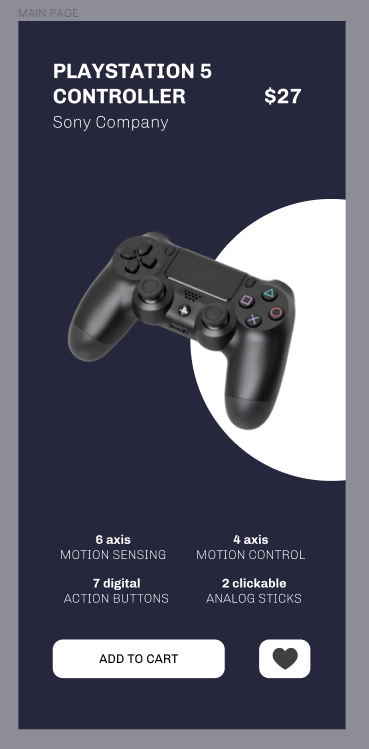 MAIN PAGE
PLAYSTATION 5
CONTROLLER
$27
Sony Company
6 axis
MOTION SENSING
4 axis
MOTION CONTROL
7 digital
ACTION BUTTONS
2 clickable
ANALOG STICKS
ADD TO CART